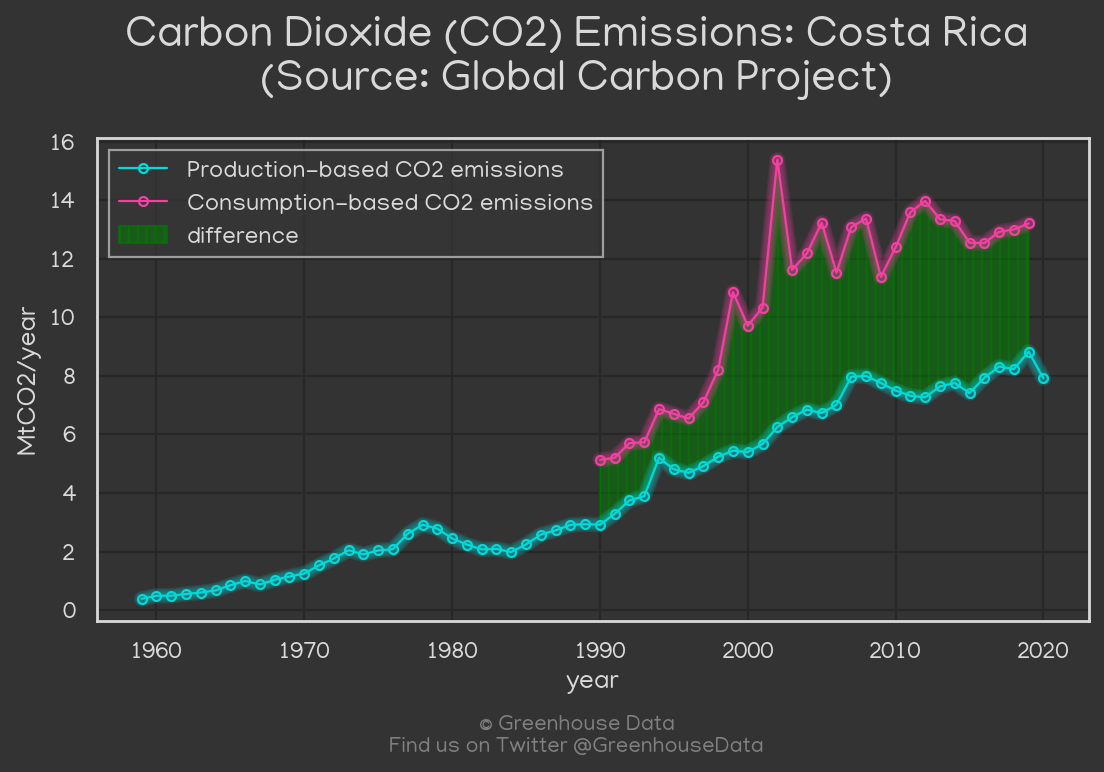 Carbon Dioxide (CO2) Emissions: Costa Rica
(Source: Global Carbon Project)
16
14
12
10
8
6
4
2
0
MtCO2/year
Production-based CO2 emissions
Consumption-based CO2 emissions
difference
1960 1970 1980 1990 2000 2010 2020
year
© Greenhouse Data
Find us on Twitter @GreenhouseData